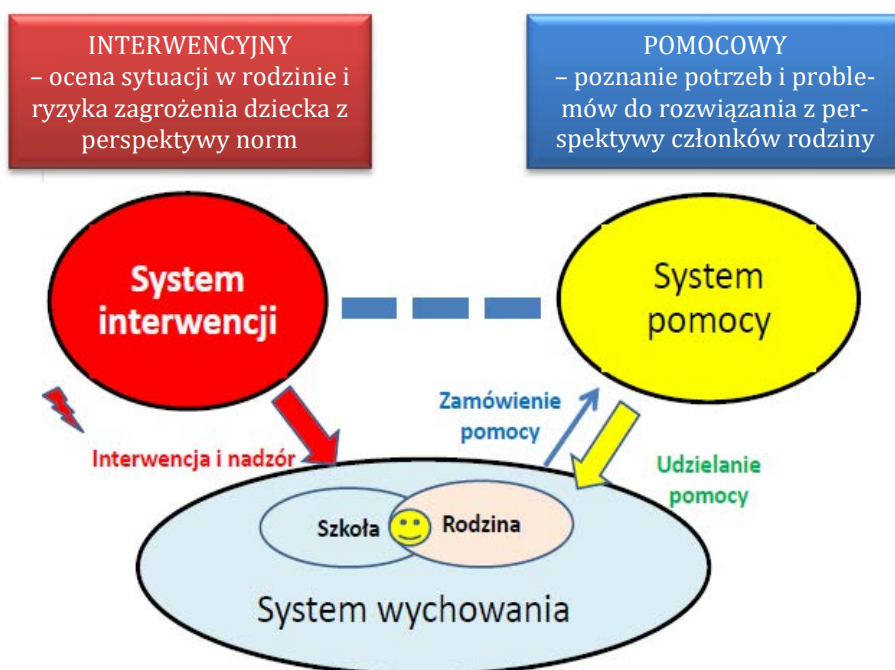 INTERWENCYJNY
– ocena sytuacji w rodzinie i
ryzyka zagrożenia dziecka z
perspektywy norm
POMOCOWY
– poznanie potrzeb i proble-
mów do rozwiązania z per-
spektywy członków rodziny
System
interwencji
System
pomocy
Zamówienie
pomocy
Interwencja i nadzór
Udzielanie
pomocy
Szkoła
Rodzina
System wychowania